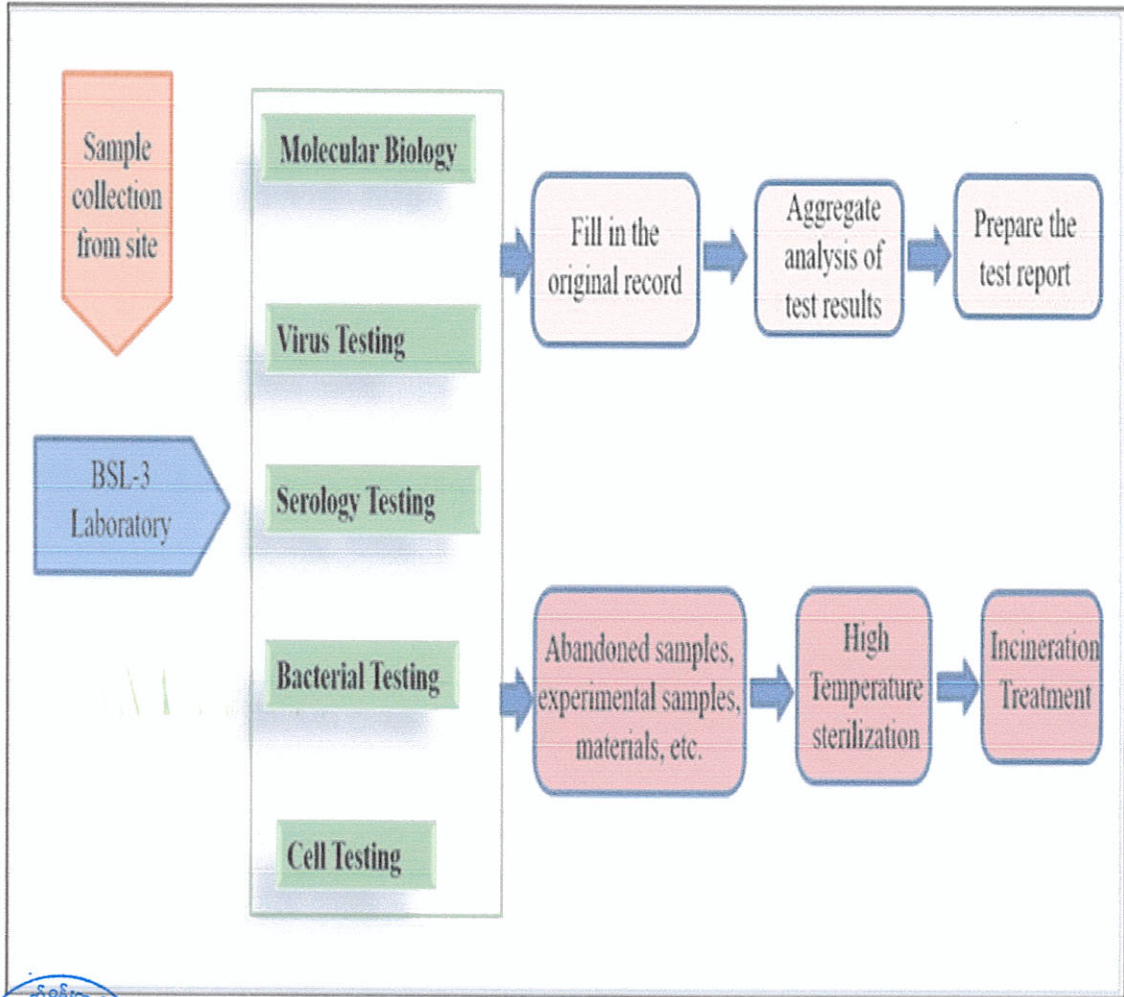 Sample
collection
from site
BSL-3
Laboratory
Molecular Biology
Virus Testing
Serology Testing
Bacterial Testing
Cell Testing
Fill in the
original record
Aggregate
analysis of
test results
Prepare the
test report
Abandoned samples,
experimental samples,
materials, etc.
High
Temperature
sterilization
Incineration
Treatment